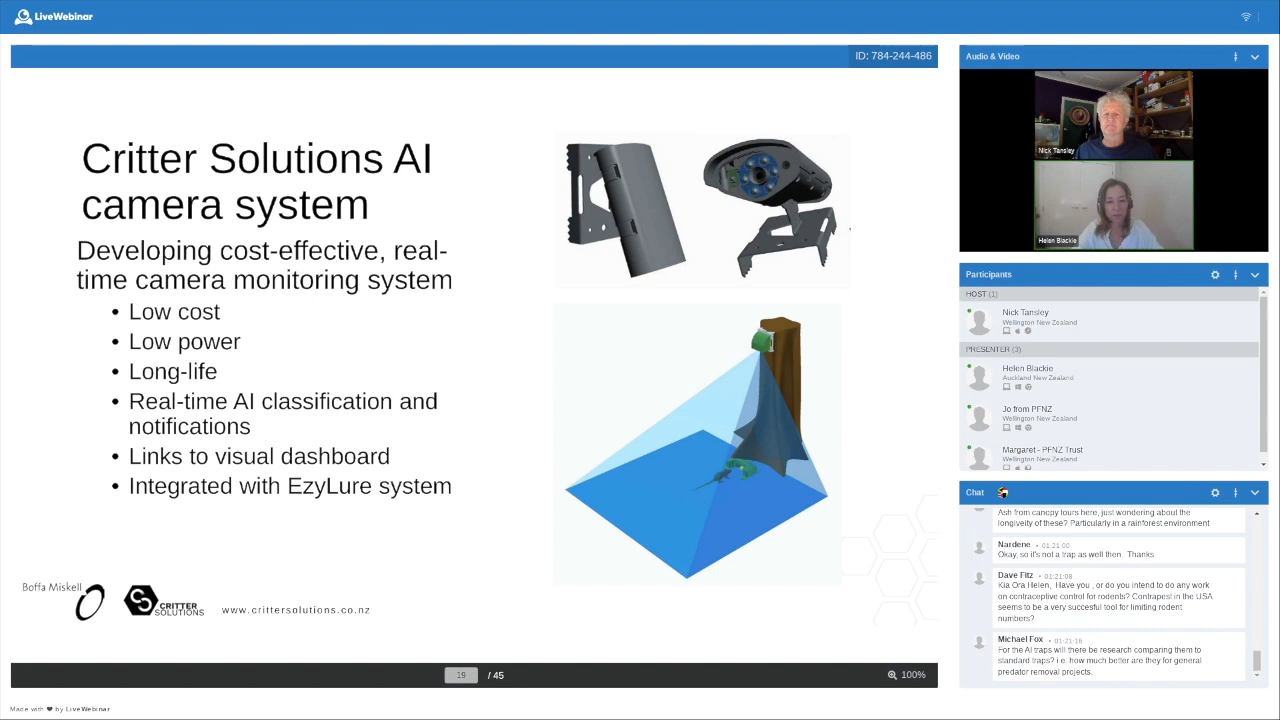 LiveWebinar
ID: 784-244-486
Critter Solutions AI
camera system
Developing cost-effective, real-
time camera monitoring system
• Low cost
• Low power
• Long-life
• Real-time AI classification and
notifications
• Links to visual dashboard
• Integrated with EzyLure system
Boffa Miskell
CS CRITTER
SOLUTIONS
www.crittersolutions.co.nz
19 / 45
100%
Made with ❤ by LiveWebinar
Audio & Video
Nick Tansley
Helen Blackie
Participants
HOST (1)
Nick Tansley
Wellington New Zealand
PRESENTER (3)
Helen Blackie
Auckland New Zealand
Jo from PFNZ
Wellington New Zealand
Margaret - PFNZ Trust
Wellington New Zealand
Chat
Ash from canopy tours here, just wondering about the
longiveity of these? Particularly in a rainforest environment
Nardene • 01:21:00
Okay, so it's not a trap as well then. Thanks
Dave Fitz • 01:21:08
Kia Ora Helen, Have you , or do you intend to do any work
on contraceptive control for rodents? Contrapest in the USA
seems to be a very succesful tool for limiting rodent
numbers?
Michael Fox • 01:21:18
For the AI traps will there be research comparing them to
standard traps? i.e. how much better are they for general
predator removal projects.